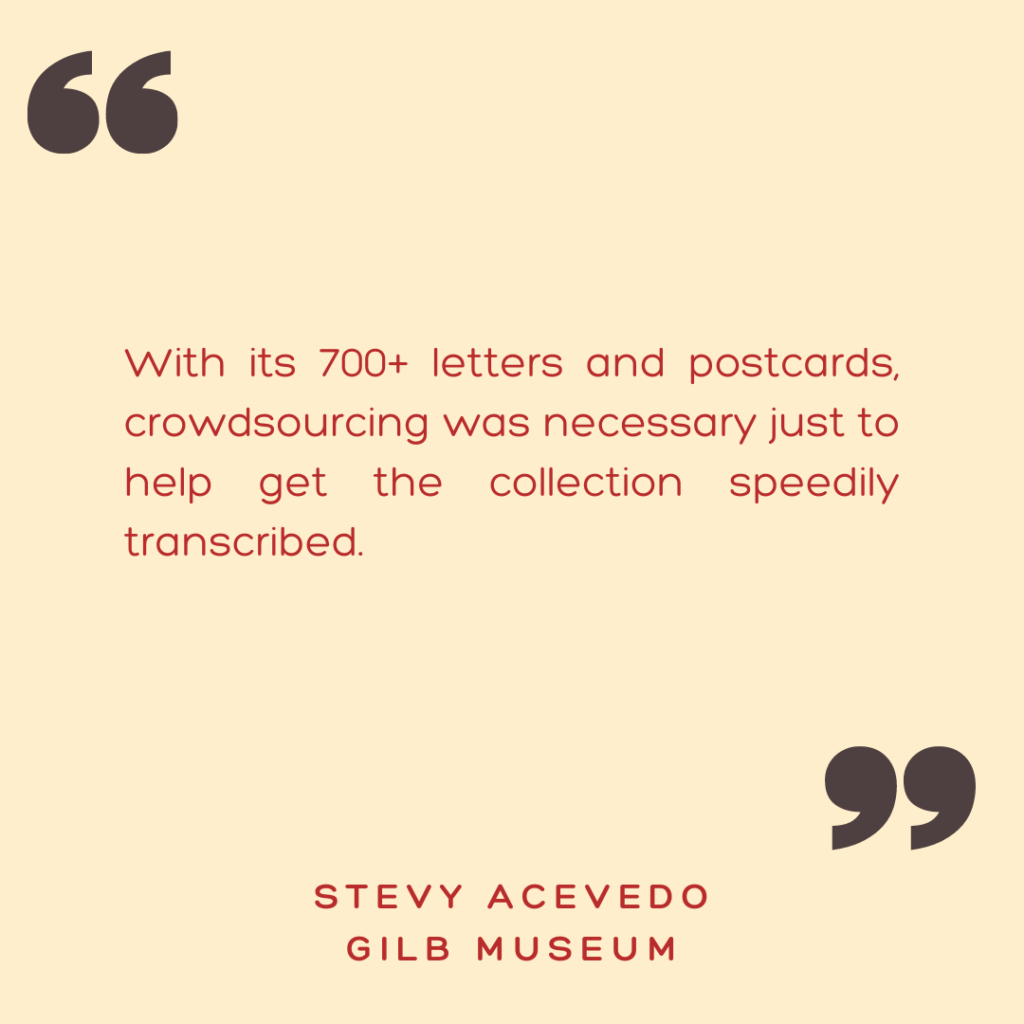 With its 700+ letters and postcards,
crowdsourcing was necessary just to
help get the collection speedily
transcribed.
STEVY ACEVEDO
GILB MUSEUM